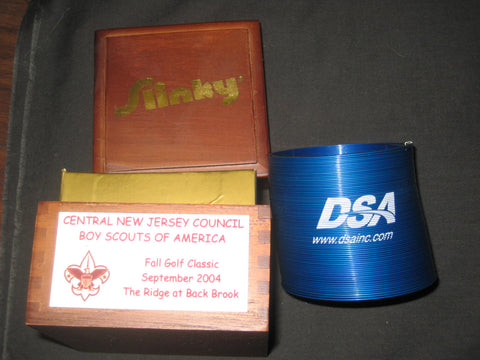 Slinky®
CENTRAL NEW JERSEY COUNCIL
BOY SCOUTS OF AMERICA
Fall Golf Classic
September 2004
The Ridge at Back Brook
DSA
www.dsainc.com